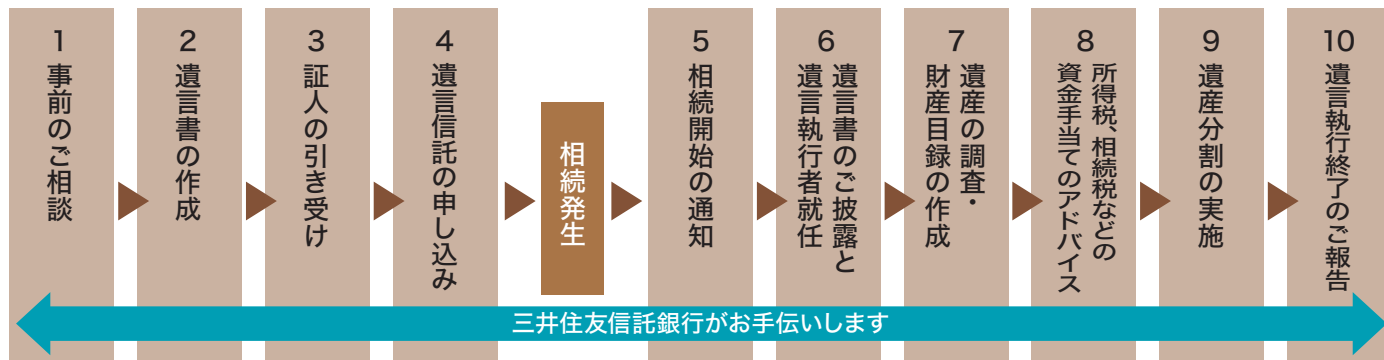 1
事前のご相談
2
遺言書の作成
3
証人の引き受け
4
遺言信託の申し込み
相続発生
5
相続開始の通知
6
遺言書のご披露と
遺言執行者就任
7
遺産の調査・
財産目録の作成
8
所得税、相続税などの
資金手当てのアドバイス
9
遺産分割の実施
10
遺言執行終了のご報告
三井住友信託銀行がお手伝いします